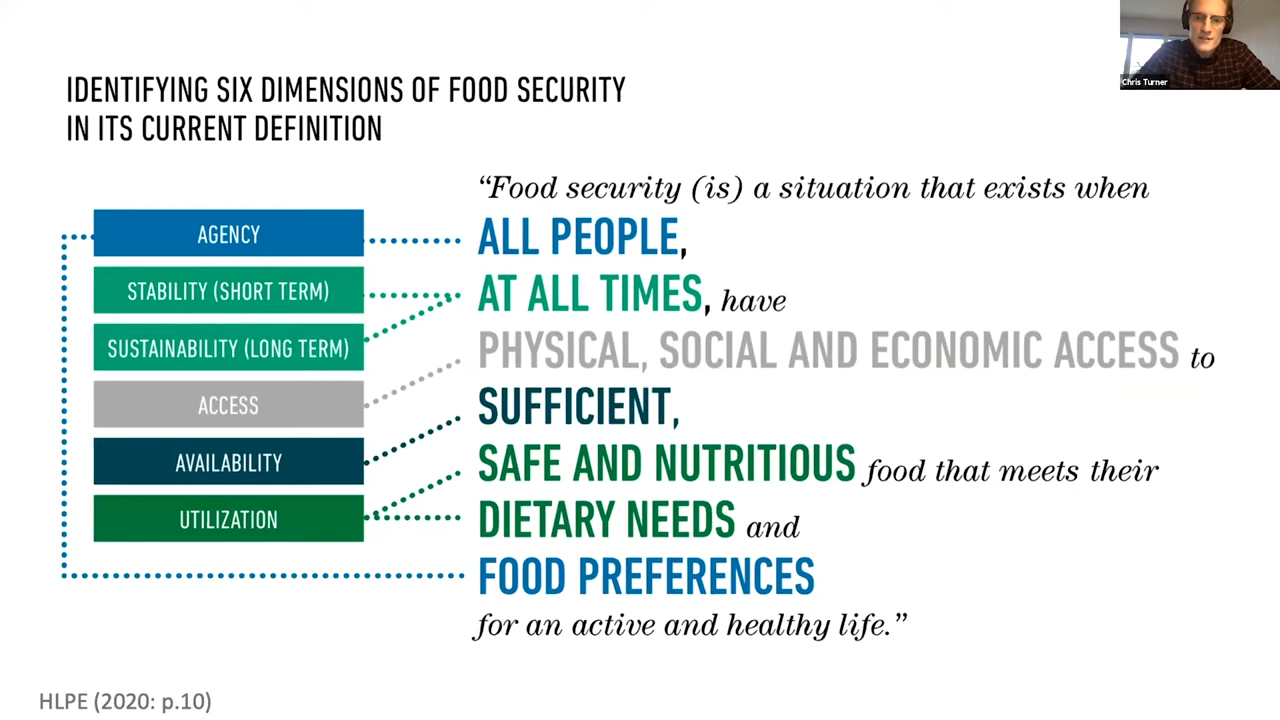 Chris Turner
IDENTIFYING SIX DIMENSIONS OF FOOD SECURITY
IN ITS CURRENT DEFINITION
“Food security (is) a situation that exists when
AGENCY
ALL PEOPLE,
STABILITY (SHORT TERM)
AT ALL TIMES, have
SUSTAINABILITY (LONG TERM)
PHYSICAL, SOCIAL AND ECONOMIC ACCESS to
ACCESS
SUFFICIENT,
AVAILABILITY
SAFE AND NUTRITIOUS food that meets their
UTILIZATION
DIETARY NEEDS and
FOOD PREFERENCES
for an active and healthy life.”
HLPE (2020: p.10)